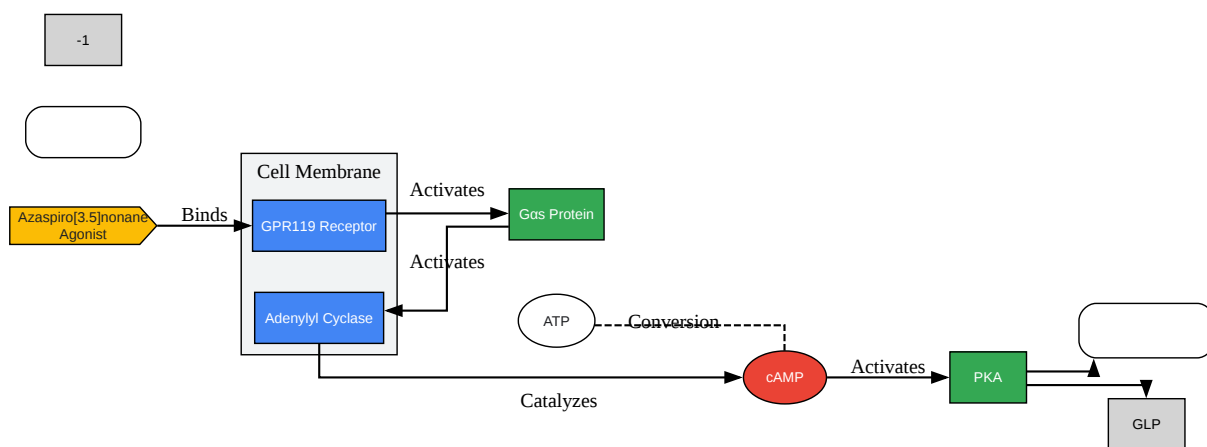 -1
Cell Membrane
Activates
Azaspiro[3.5]nonane
Agonist
Binds
GPR119 Receptor
Gαs Protein
Activates
Adenylyl Cyclase
ATP
Conversion
Catalyzes
cAMP
Activates
PKA
GLP